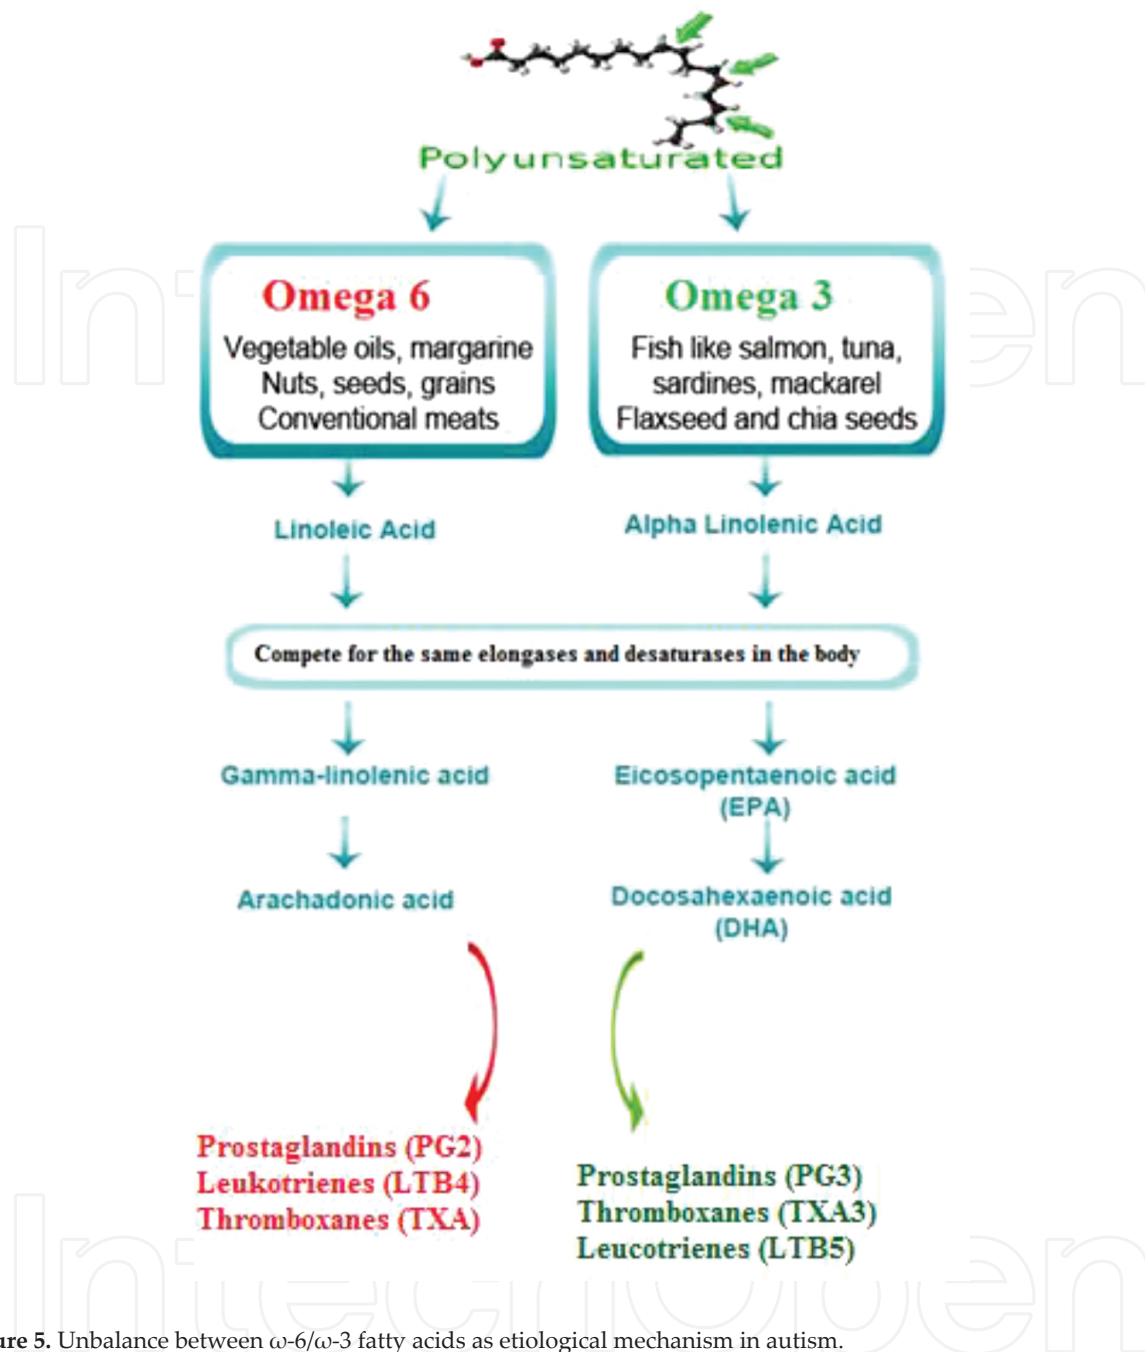 Polyunsaturated
Omega 6
Vegetable oils, margarine
Nuts, seeds, grains
Conventional meats
Omega 3
Fish like salmon, tuna,
sardines, mackarel
Flaxseed and chia seeds
Linoleic Acid
Alpha Linolenic Acid
Compete for the same elongases and desaturases in the body
Gamma-linolenic acid
Eicosopentaenoic acid
(EPA)
Arachadonic acid
Docosahexaenoic acid
(DHA)
Prostaglandins (PG2)
Leukotrienes (LTB4)
Thromboxanes (TXA)
Prostaglandins (PG3)
Thromboxanes (TXA3)
Leucotrienes (LTB5)
ure 5. Unbalance between ω-6/ω-3 fatty acids as etiological mechanism in autism.